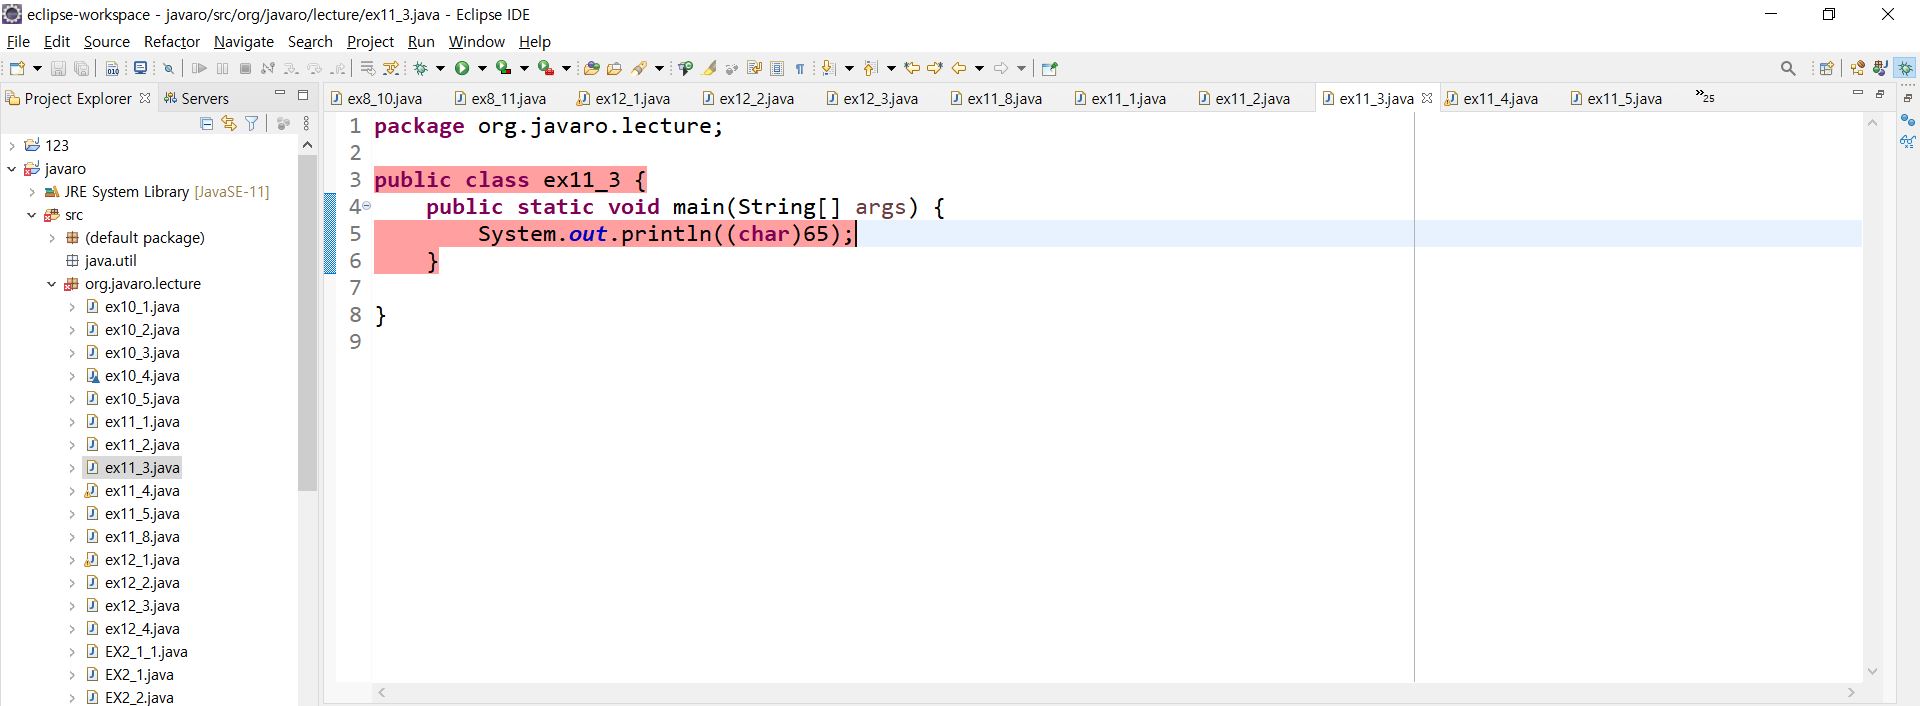 eclipse-workspace - javaro/src/org/javaro/lecture/ex11_3.java - Eclipse IDE
File Edit Source Refactor Navigate Search Project Run Window Help
Project Explorer Servers
ex8_10.java ex8_11.java ex12_1.java ex12_2.java ex12_3.java ex11_8.java ex11_1.java ex11_2.java ex11_3.java ex11_4.java ex11_5.java »25
123
javaro
JRE System Library [JavaSE-11]
src
(default package)
java.util
org.javaro.lecture
ex10_1.java
ex10_2.java
ex10_3.java
ex10_4.java
ex10_5.java
ex11_1.java
ex11_2.java
ex11_3.java
ex11_4.java
ex11_5.java
ex11_8.java
ex12_1.java
ex12_2.java
ex12_3.java
ex12_4.java
EX2_1_1.java
EX2_1.java
EX2_2.java
1 package org.javaro.lecture;
2
3 public class ex11_3 {
4     public static void main(String[] args) {
5         System.out.println((char)65);
6     }
7
8 }
9